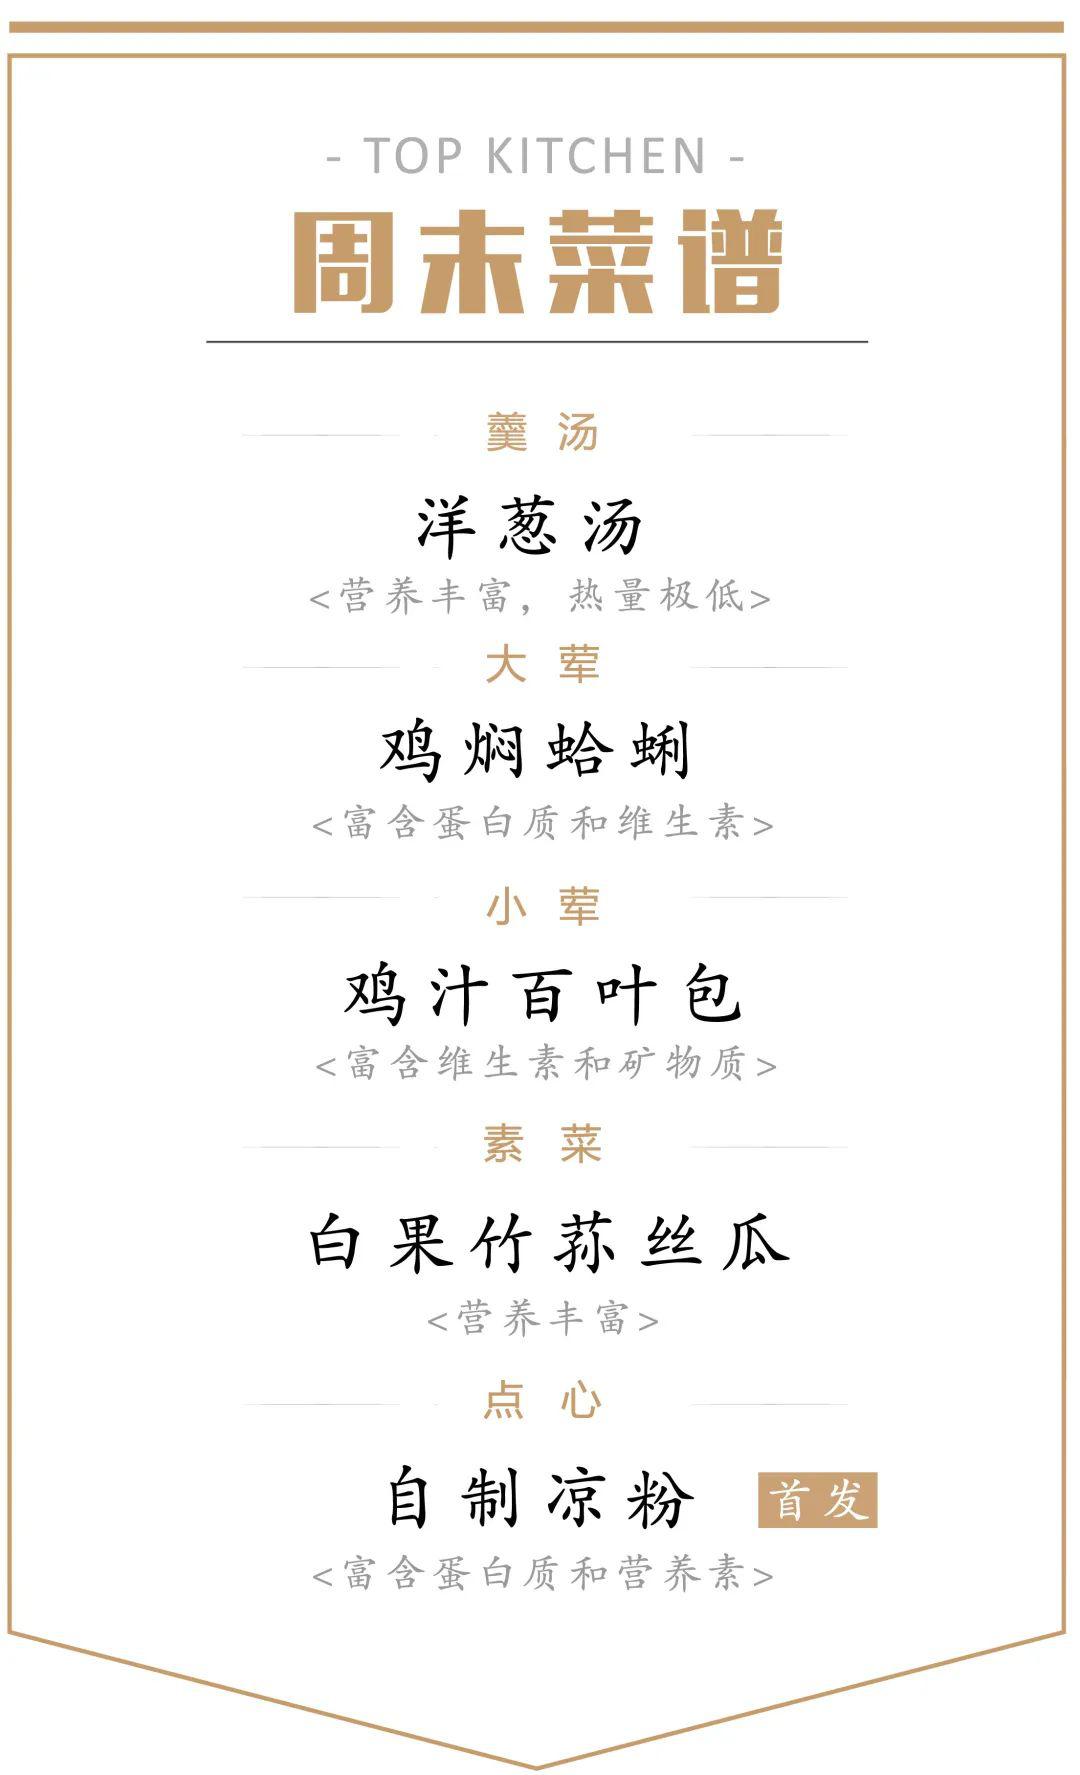 - TOP KITCHEN -
周末菜谱
羹汤
洋葱汤
<营养丰富，热量极低>
大荤
鸡焖蛤蜊
<富含蛋白质和维生素>
小荤
鸡汁百叶包
<富含维生素和矿物质>
素菜
白果竹荪丝瓜
<营养丰富>
点心
自制凉粉 首发
<富含蛋白质和营养素>